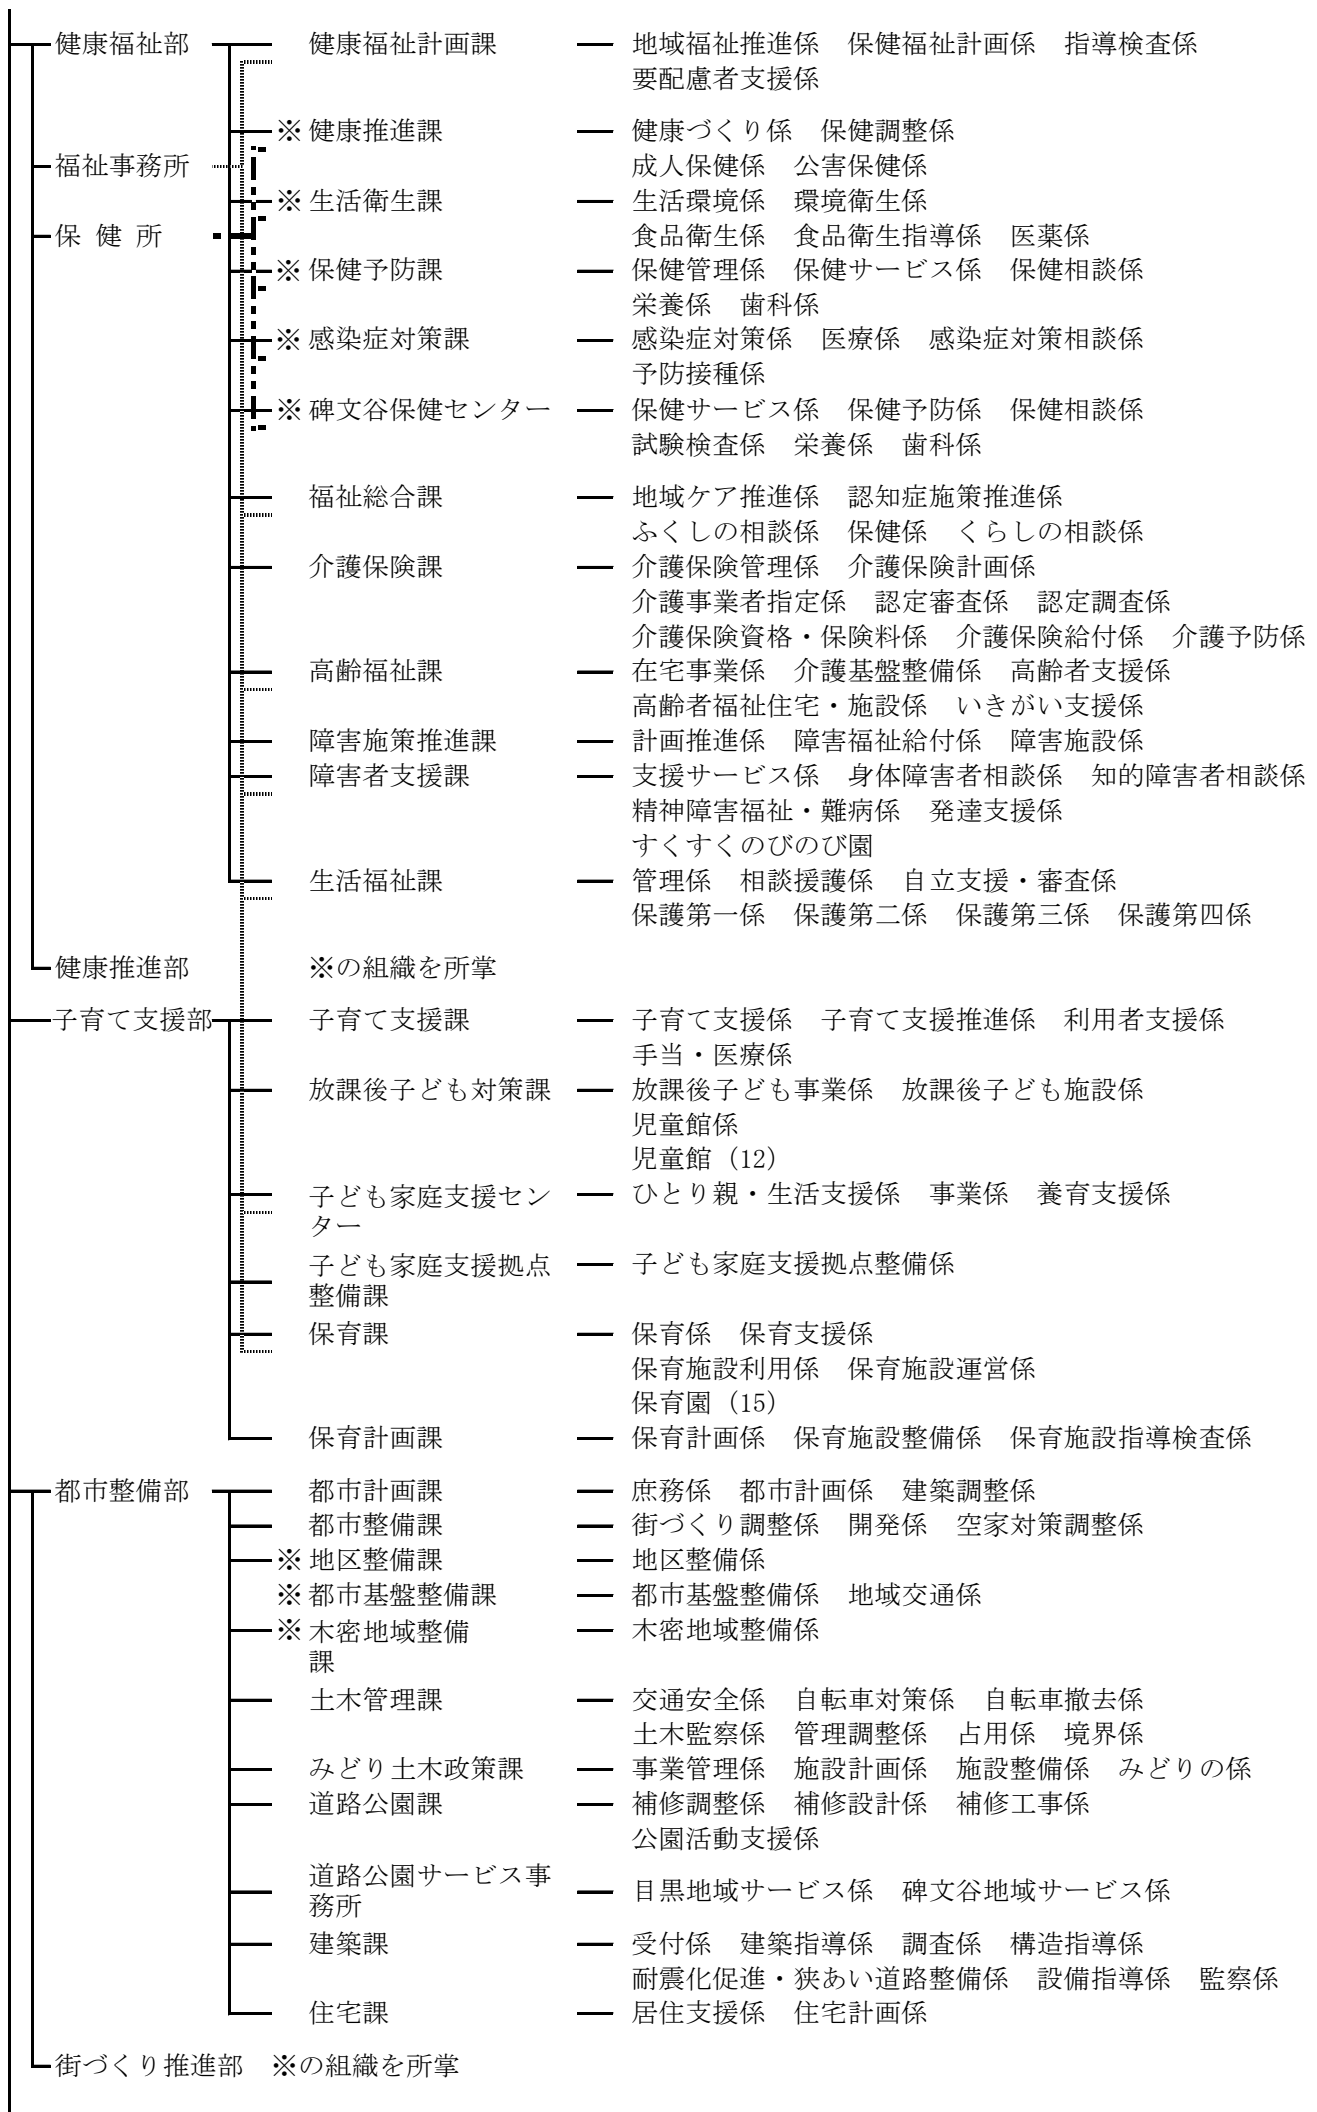 健康福祉部　健康福祉計画課　地域福祉推進係　保健福祉計画係　指導検査係
要配慮者支援係
※健康推進課　健康づくり係　保健調整係
福祉事務所　成人保健係　公害保健係
※生活衛生課　生活環境係　環境衛生係
保健所　食品衛生係　食品衛生指導係　医薬係
※保健予防課　保健管理係　保健サービス係　保健相談係
栄養係　歯科係
※感染症対策課　感染症対策係　医療係　感染症対策相談係
予防接種係
※碑文谷保健センター　保健サービス係　保健予防係　保健相談係
試験検査係　栄養係　歯科係
福祉総合課　地域ケア推進係　認知症施策推進係
ふくしの相談係　保健係　くらしの相談係
介護保険課　介護保険管理係　介護保険計画係
介護事業者指定係　認定審査係　認定調査係
介護保険資格・保険料係　介護保険給付係　介護予防係
高齢福祉課　在宅事業係　介護基盤整備係　高齢者支援係
高齢者福祉住宅・施設係　いきがい支援係
障害施策推進課　計画推進係　障害福祉給付係　障害施設係
障害者支援課　支援サービス係　身体障害者相談係　知的障害者相談係
精神障害福祉・難病係　発達支援係
すくすくのびのび園
生活福祉課　管理係　相談援護係　自立支援・審査係
保護第一係　保護第二係　保護第三係　保護第四係
健康推進部　※の組織を所掌
子育て支援部　子育て支援課　子育て支援係　子育て支援推進係　利用者支援係
手当・医療係
放課後子ども対策課　放課後子ども事業係　放課後子ども施設係
児童館係
児童館（12）
子ども家庭支援セン　ひとり親・生活支援係　事業係　養育支援係
ター
子ども家庭支援拠点　子ども家庭支援拠点整備係
整備課
保育課　保育係　保育支援係
保育施設利用係　保育施設運営係
保育園（15）
保育計画課　保育計画係　保育施設整備係　保育施設指導検査係
都市整備部　都市計画課　庶務係　都市計画係　建築調整係
都市整備課　街づくり調整係　開発係　空家対策調整係
※地区整備課　地区整備係
※都市基盤整備課　都市基盤整備係　地域交通係
※木密地域整備　木密地域整備係
課
土木管理課　交通安全係　自転車対策係　自転車撤去係
土木監察係　管理調整係　占用係　境界係
みどり土木政策課　事業管理係　施設計画係　施設整備係　みどりの係
道路公園課　補修調整係　補修設計係　補修工事係
公園活動支援係
道路公園サービス事　目黒地域サービス係　碑文谷地域サービス係
務所
建築課　受付係　建築指導係　調査係　構造指導係
耐震化促進・狭あい道路整備係　設備指導係　監察係
住宅課　居住支援係　住宅計画係
街づくり推進部　※の組織を所掌